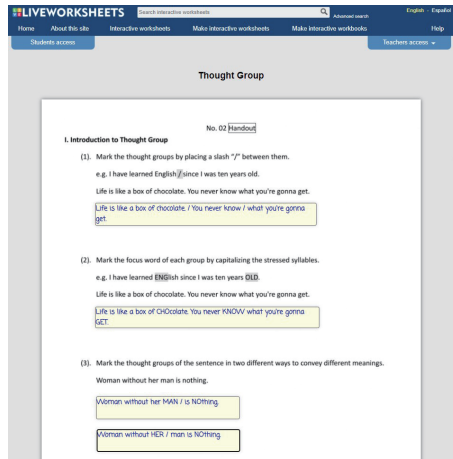 LIVEWORKSHEETS
Search interactive worksheets
Advanced search
English - Español
Home About this site Interactive worksheets Make interactive worksheets Make interactive workbooks Help
Students access Teachers access
Thought Group
No. 02 Handout
I. Introduction to Thought Group
(1). Mark the thought groups by placing a slash "/" between them.
e.g. I have learned English / since I was ten years old.
Life is like a box of chocolate. You never know what you're gonna get.
Life is like a box of chocolate. / You never know / what you're gonna
get.
(2). Mark the focus word of each group by capitalizing the stressed syllables.
e.g. I have learned ENGlish since I was ten years OLD.
Life is like a box of chocolate. You never know what you're gonna get.
Life is like a box of CHOcolate. You never KNOW what you're gonna
GET.
(3). Mark the thought groups of the sentence in two different ways to convey different meanings.
Woman without her man is nothing.
Woman without her MAN / is NOthing.
Woman without HER / man is NOthing.